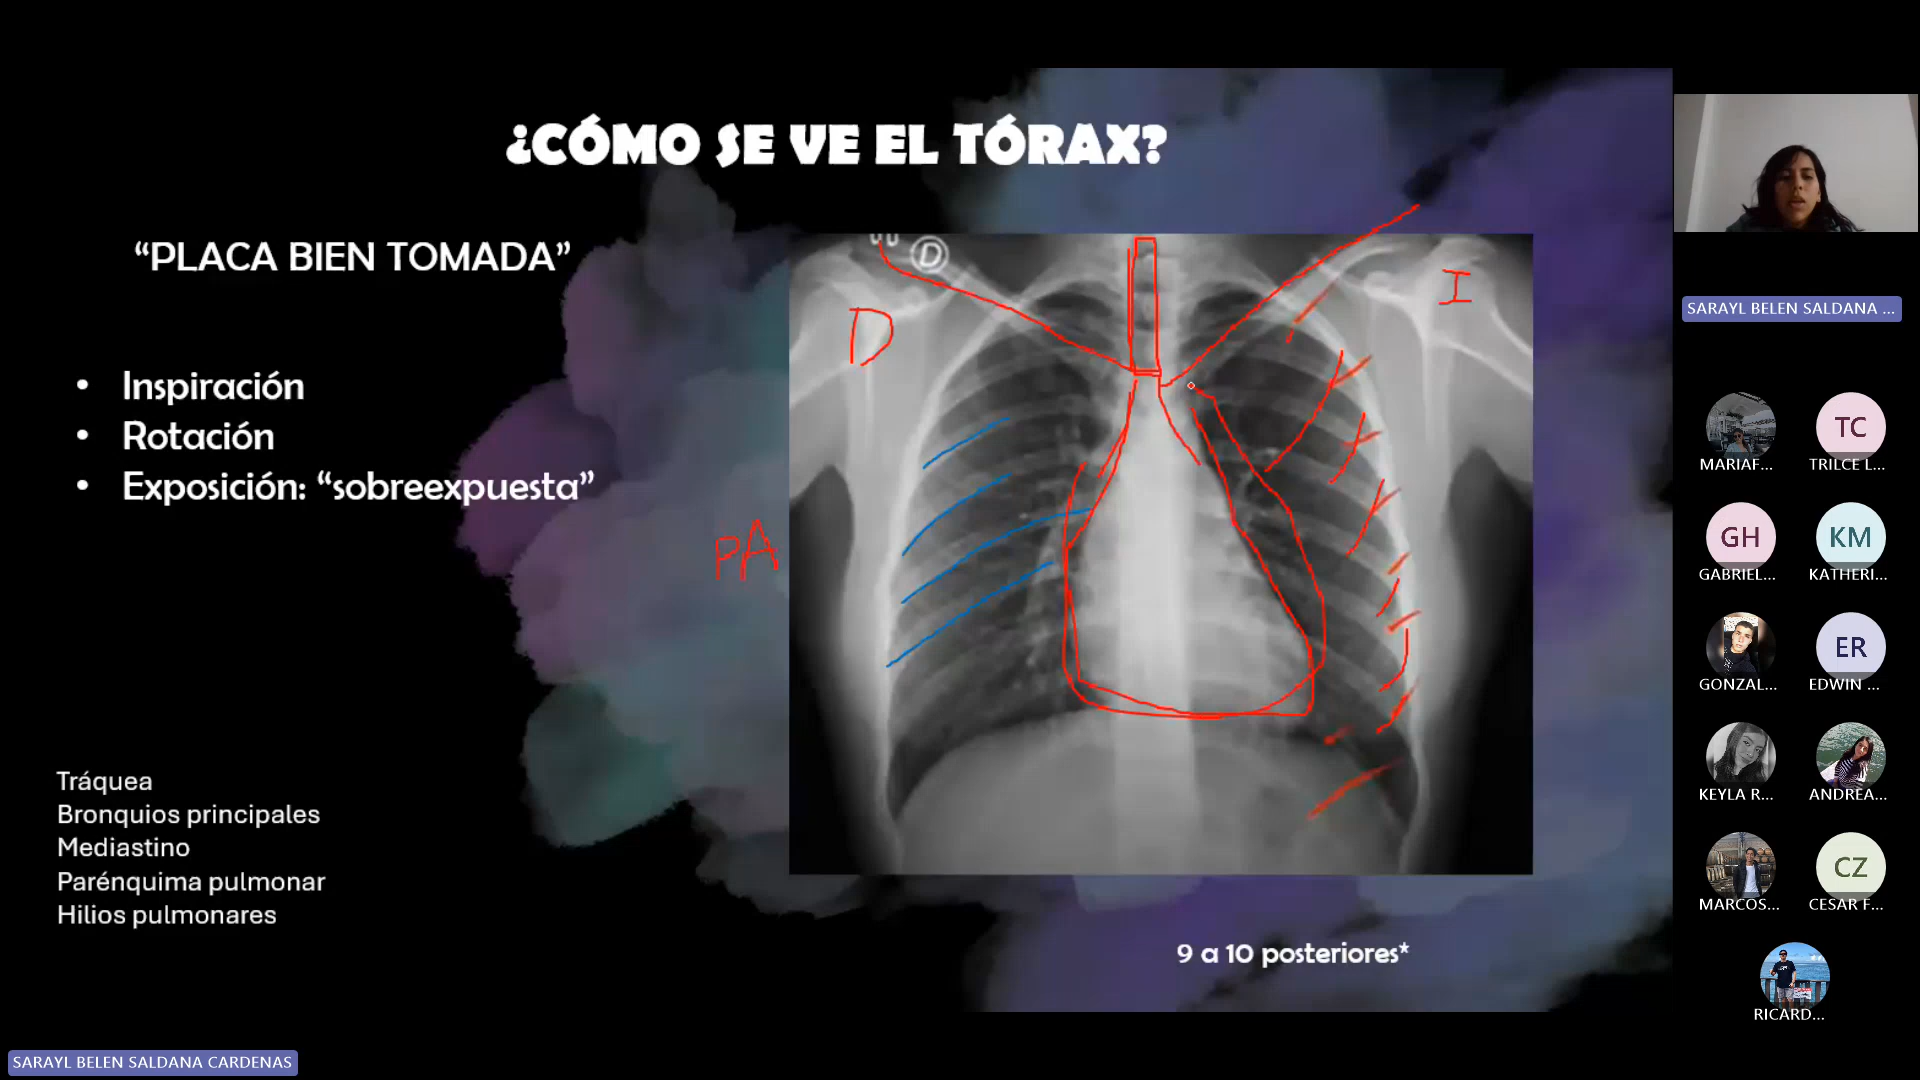 ¿CÓMO SE VE EL TÓRAX?
“PLACA BIEN TOMADA”
• Inspiración
• Rotación
• Exposición: “sobreexpuesta”
PA
D
D
I
Tráquea
Bronquios principales
Mediastino
Parénquima pulmonar
Hilios pulmonares
9 a 10 posteriores*
SARAYL BELEN SALDANA CARDENAS
SARAYL BELEN SALDANA ...
MARIAF...
TC
TRILCE L...
GH
GABRIEL...
KM
KATHERI...
GONZAL...
ER
EDWIN ...
KEYLA R...
ANDREA...
MARCOS...
CZ
CESAR F...
RICARD...